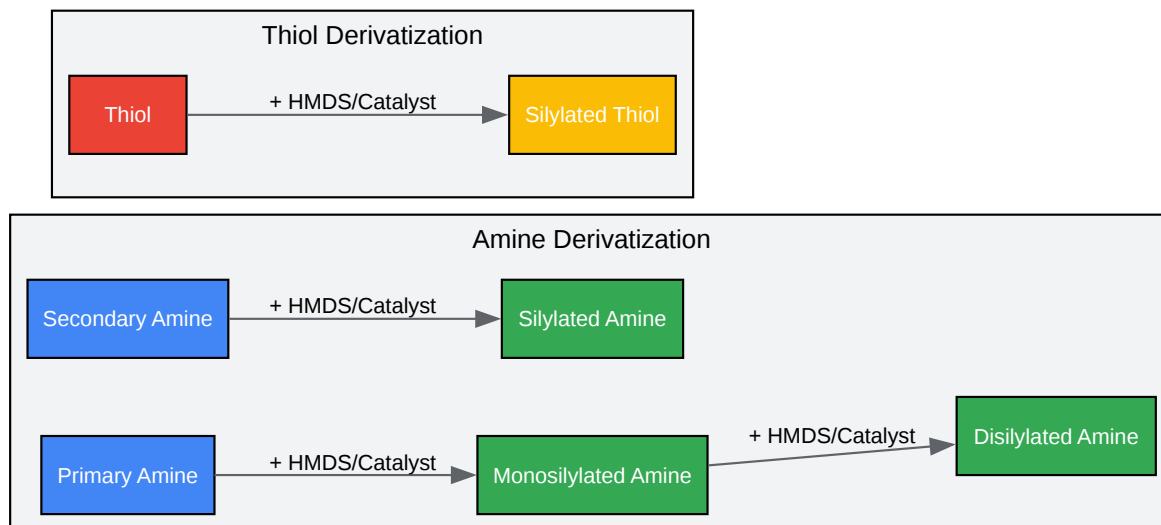 Thiol Derivatization
Thiol
+ HMDS/Catalyst
Silylated Thiol
Amine Derivatization
Secondary Amine
+ HMDS/Catalyst
Silylated Amine
Primary Amine
+ HMDS/Catalyst
Monosilylated Amine
+ HMDS/Catalyst
Disilylated Amine